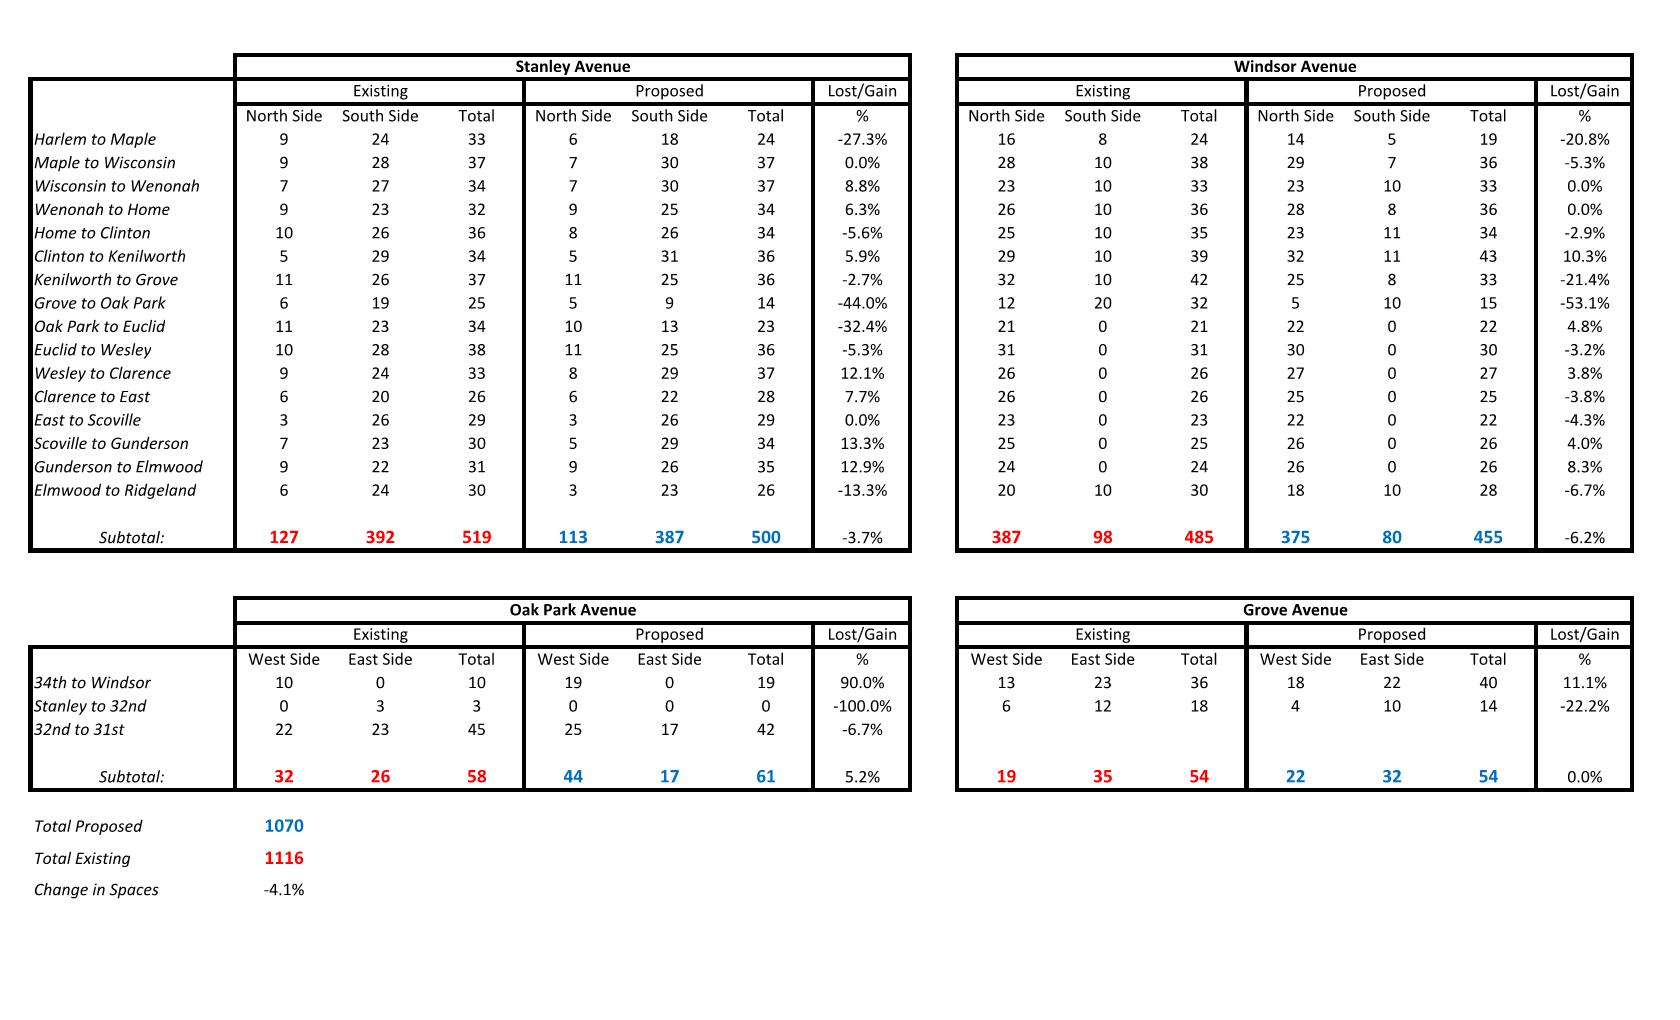 Stanley Avenue Windsor Avenue
Existing Proposed Lost/Gain Existing Proposed Lost/Gain
North Side South Side Total North Side South Side Total % North Side South Side Total North Side South Side Total %
Harlem to Maple 9 24 33 6 18 24 -27.3% 16 8 24 14 5 19 -20.8%
Maple to Wisconsin 9 28 37 7 30 37 0.0% 28 10 38 29 7 36 -5.3%
Wisconsin to Wenonah 7 27 34 7 30 37 8.8% 23 10 33 23 10 33 0.0%
Wenonah to Home 9 23 32 9 25 34 6.3% 26 10 36 28 8 36 0.0%
Home to Clinton 10 26 36 8 26 34 -5.6% 25 10 35 23 11 34 -2.9%
Clinton to Kenilworth 5 29 34 5 31 36 5.9% 29 10 39 32 11 43 10.3%
Kenilworth to Grove 11 26 37 11 25 36 -2.7% 32 10 42 25 8 33 -21.4%
Grove to Oak Park 6 19 25 5 9 14 -44.0% 12 20 32 5 10 15 -53.1%
Oak Park to Euclid 11 23 34 10 13 23 -32.4% 21 0 21 22 0 22 4.8%
Euclid to Wesley 10 28 38 11 25 36 -5.3% 31 0 31 30 0 30 -3.2%
Wesley to Clarence 9 24 33 8 29 37 12.1% 26 0 26 27 0 27 3.8%
Clarence to East 6 20 26 6 22 28 7.7% 26 0 26 25 0 25 -3.8%
East to Scoville 3 26 29 3 26 29 0.0% 23 0 23 22 0 22 -4.3%
Scoville to Gunderson 7 23 30 5 29 34 13.3% 25 0 25 26 0 26 4.0%
Gunderson to Elmwood 9 22 31 9 26 35 12.9% 24 0 24 26 0 26 8.3%
Elmwood to Ridgeland 6 24 30 3 23 26 -13.3% 20 10 30 18 10 28 -6.7%
Subtotal: 127 392 519 113 387 500 -3.7% 387 98 485 375 80 455 -6.2%
Oak Park Avenue Grove Avenue
Existing Proposed Lost/Gain Existing Proposed Lost/Gain
West Side East Side Total West Side East Side Total % West Side East Side Total West Side East Side Total %
34th to Windsor 10 0 10 19 0 19 90.0% 13 23 36 18 22 40 11.1%
Stanley to 32nd 0 3 3 0 0 0 -100.0% 6 12 18 4 10 14 -22.2%
32nd to 31st 22 23 45 25 17 42 -6.7%
Subtotal: 32 26 58 44 17 61 5.2% 19 35 54 22 32 54 0.0%
Total Proposed 1070
Total Existing 1116
Change in Spaces -4.1%